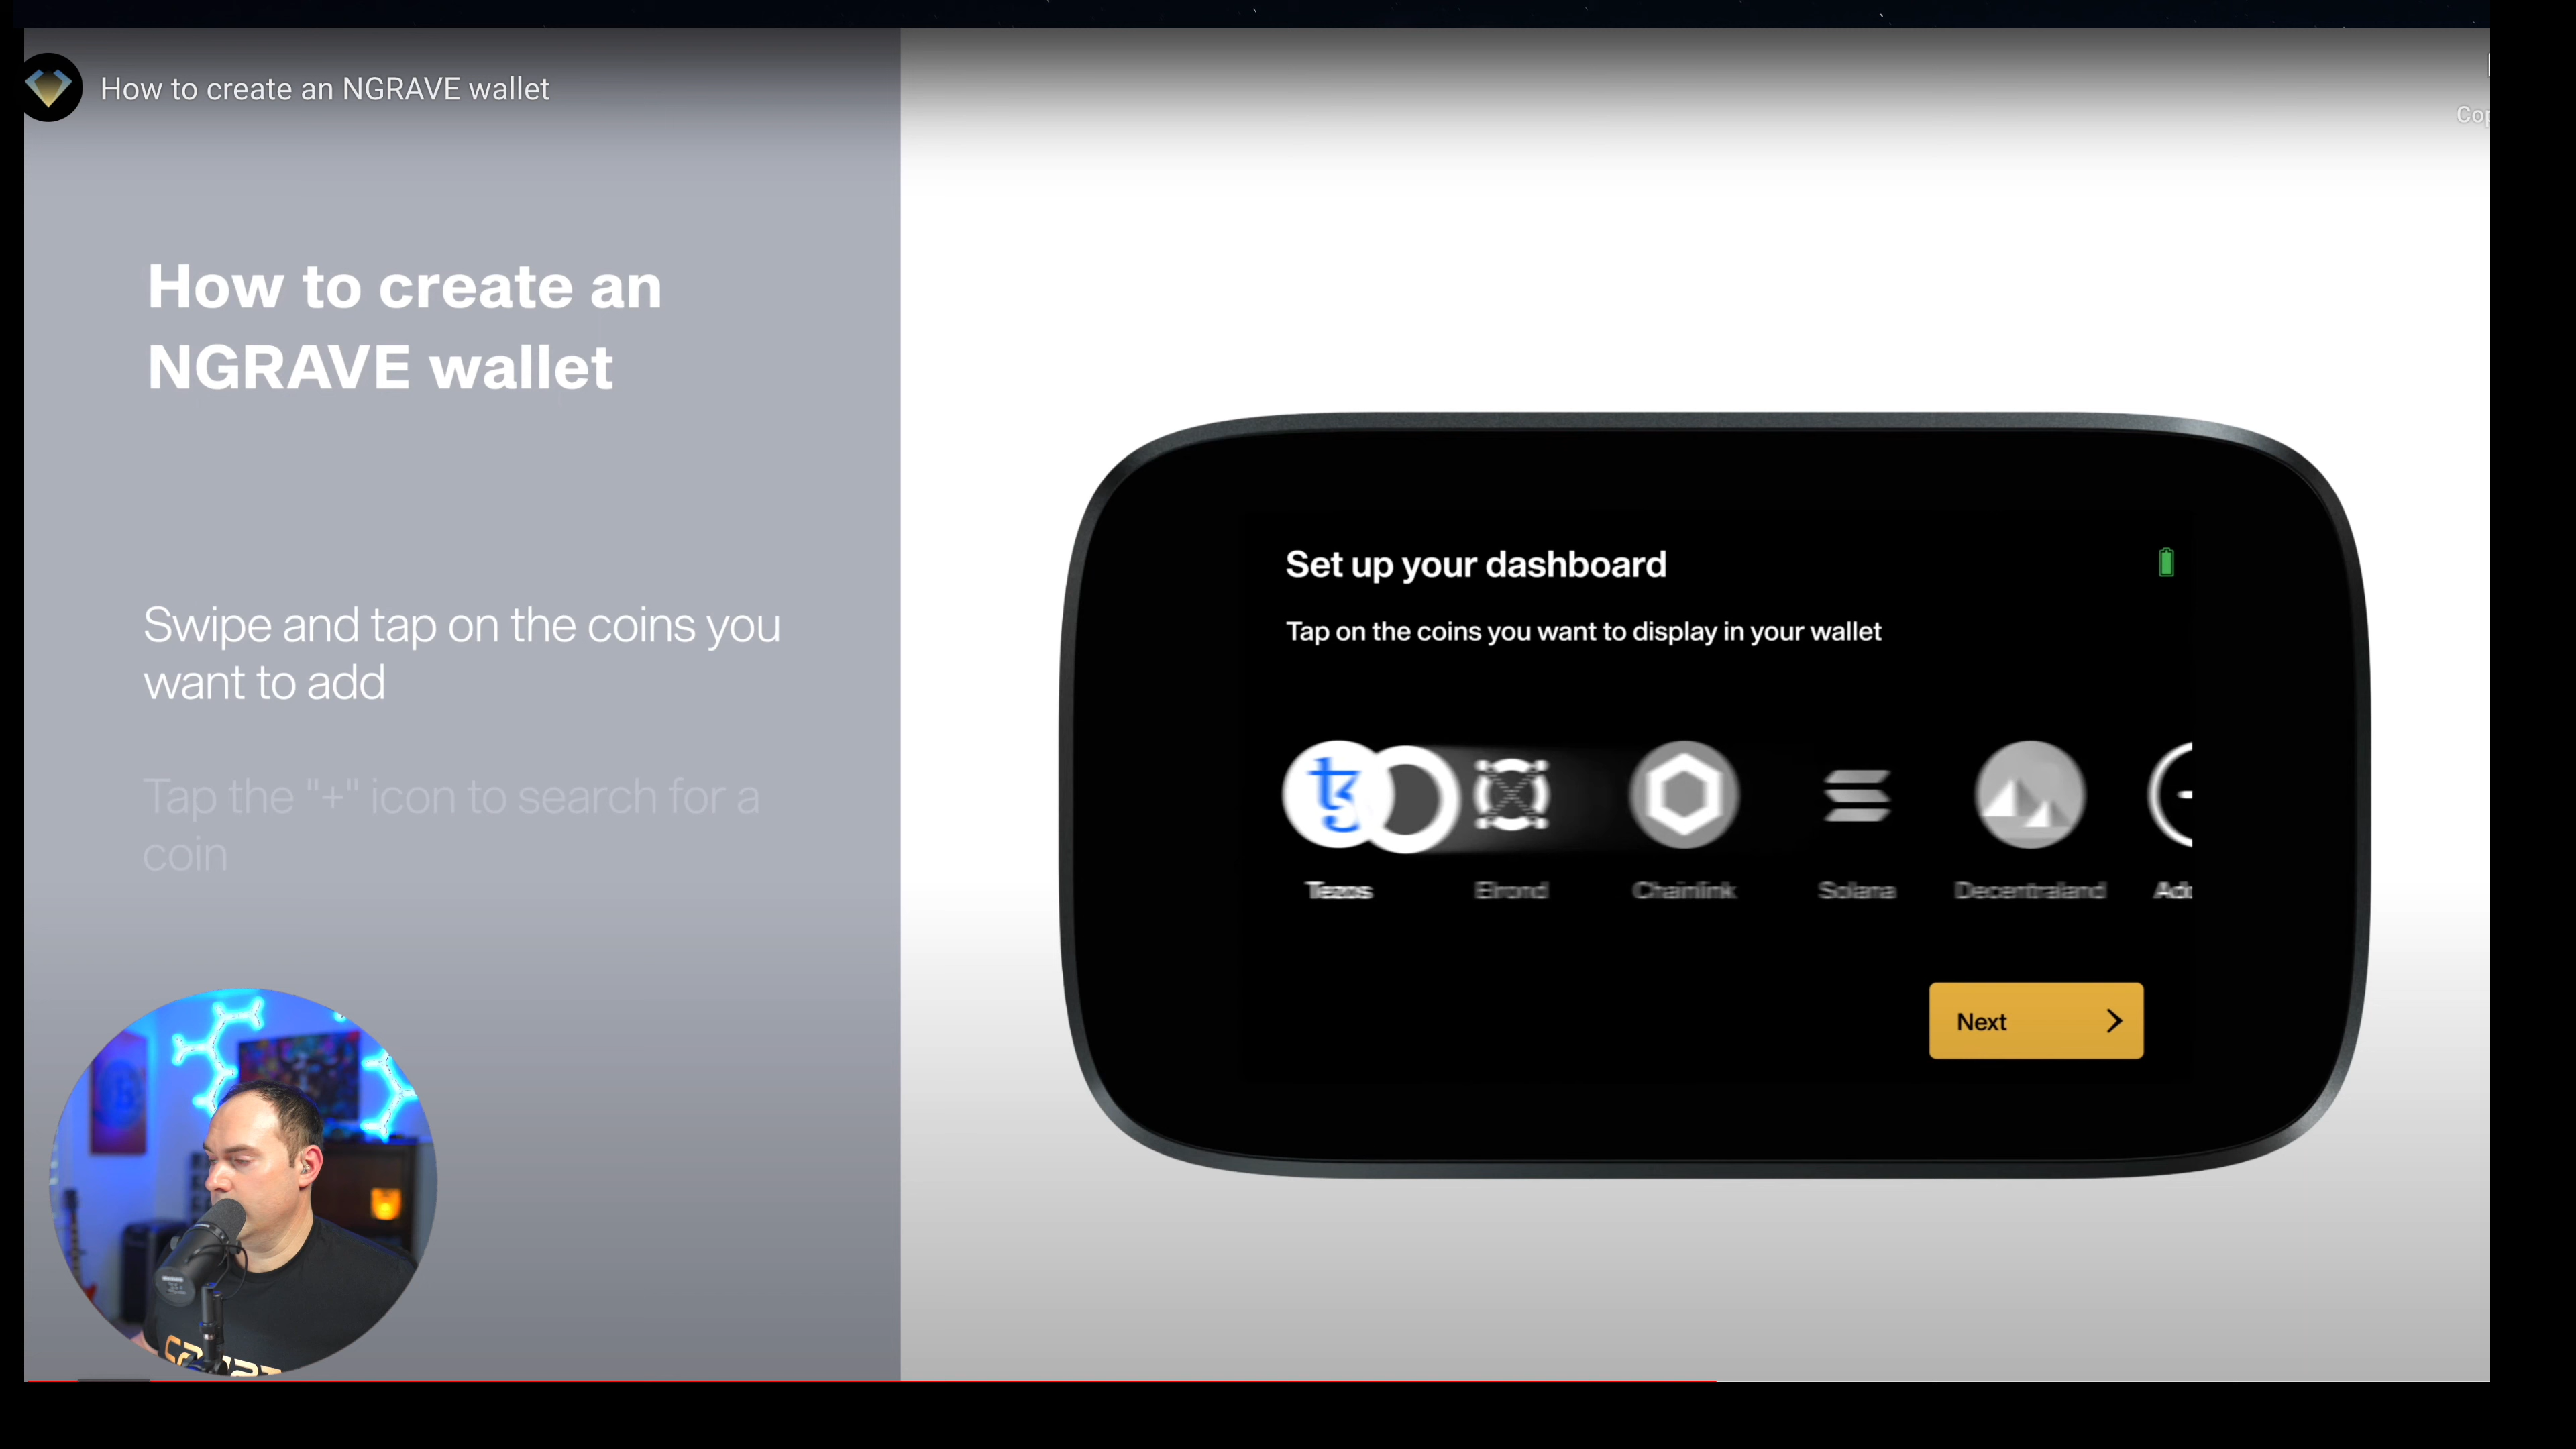 How to create an NGRAVE wallet
How to create an
NGRAVE wallet
Swipe and tap on the coins you
want to add
Tap the "+" icon to search for a
coin
Set up your dashboard
Tap on the coins you want to display in your wallet
Tezos
Elrond
Chainlink
Solana
Decentraland
Next